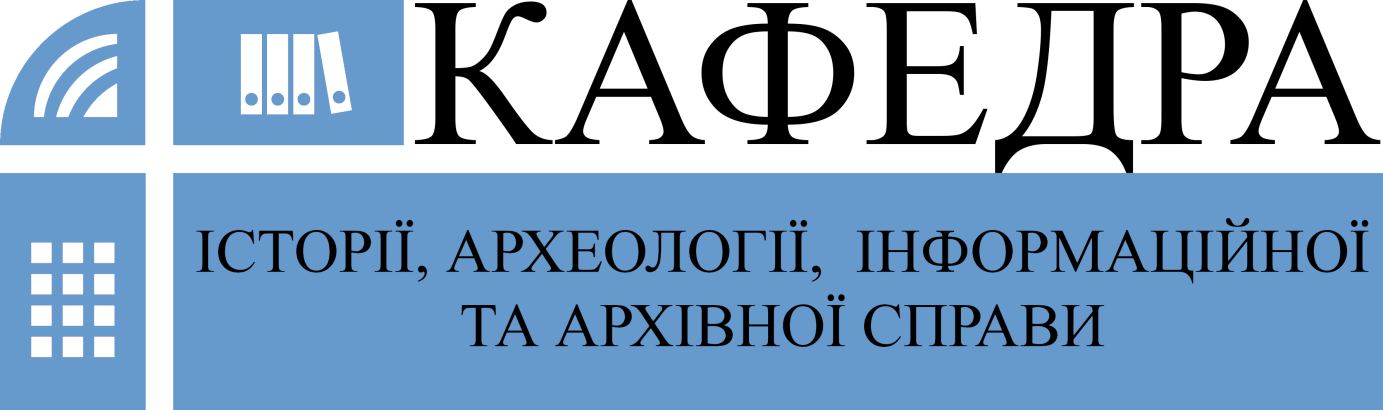 КАФЕДРА
ІСТОРІЇ, АРХЕОЛОГІЇ, ІНФОРМАЦІЙНОЇ
ТА АРХІВНОЇ СПРАВИ